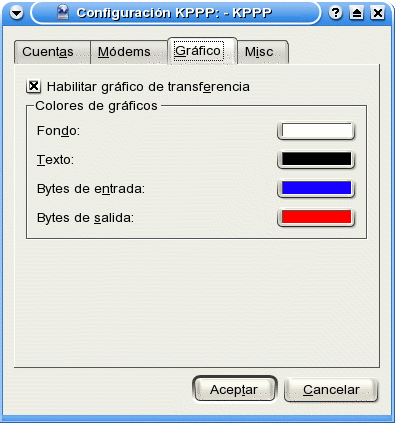 Configuración KPPP: - KPPP
Cuentas Módems Gráfico Misc
Habilitar gráfico de transferencia
Colores de gráficos
Fondo:
Texto:
Bytes de entrada:
Bytes de salida:
Aceptar Cancelar